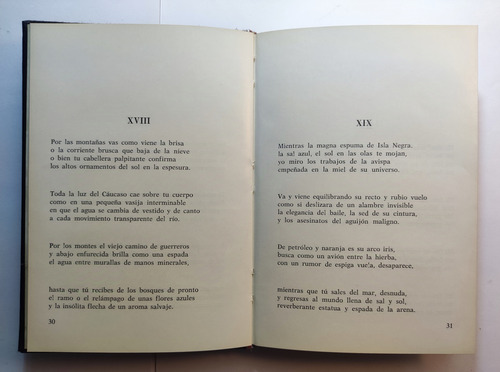 XVIII
Por las montañas vas como viene la brisa
o la corriente brusca que baja de la nieve
o bien tu cabellera palpitante confirma
los altos ornamentos del sol en la espesura.
Toda la luz del Cáucaso cae sobre tu cuerpo
como en una pequeña vasija interminable
en que el agua se cambia de vestido y de canto
a cada movimiento transparente del río.
Por los montes el viejo camino de guerreros
y abajo enfurecida brilla como una espada
el agua entre murallas de manos minerales,
hasta que tú recibes de los bosques de pronto
el ramo o el relámpago de unas flores azules
y la insólita flecha de un aroma salvaje.
30
XIX
Mientras la magna espuma de Isla Negra,
la sal azul, el sol en las olas te mojan,
yo miro los trabajos de la avispa
empeñada en la miel de su universo.
Va y viene equilibrando su recto y rubio vuelo
como si deslizara de un alambre invisible
la elegancia del baile, la sed de su cintura,
y los asesinatos del aguijón maligno.
De petróleo y naranja es su arco iris,
busca como un avión entre la hierba,
con un rumor de espiga vuela, desaparece,
mientras que tú sales del mar, desnuda,
y regresas al mundo llena de sal y sol,
reverberante estatua y espada de la arena.
31